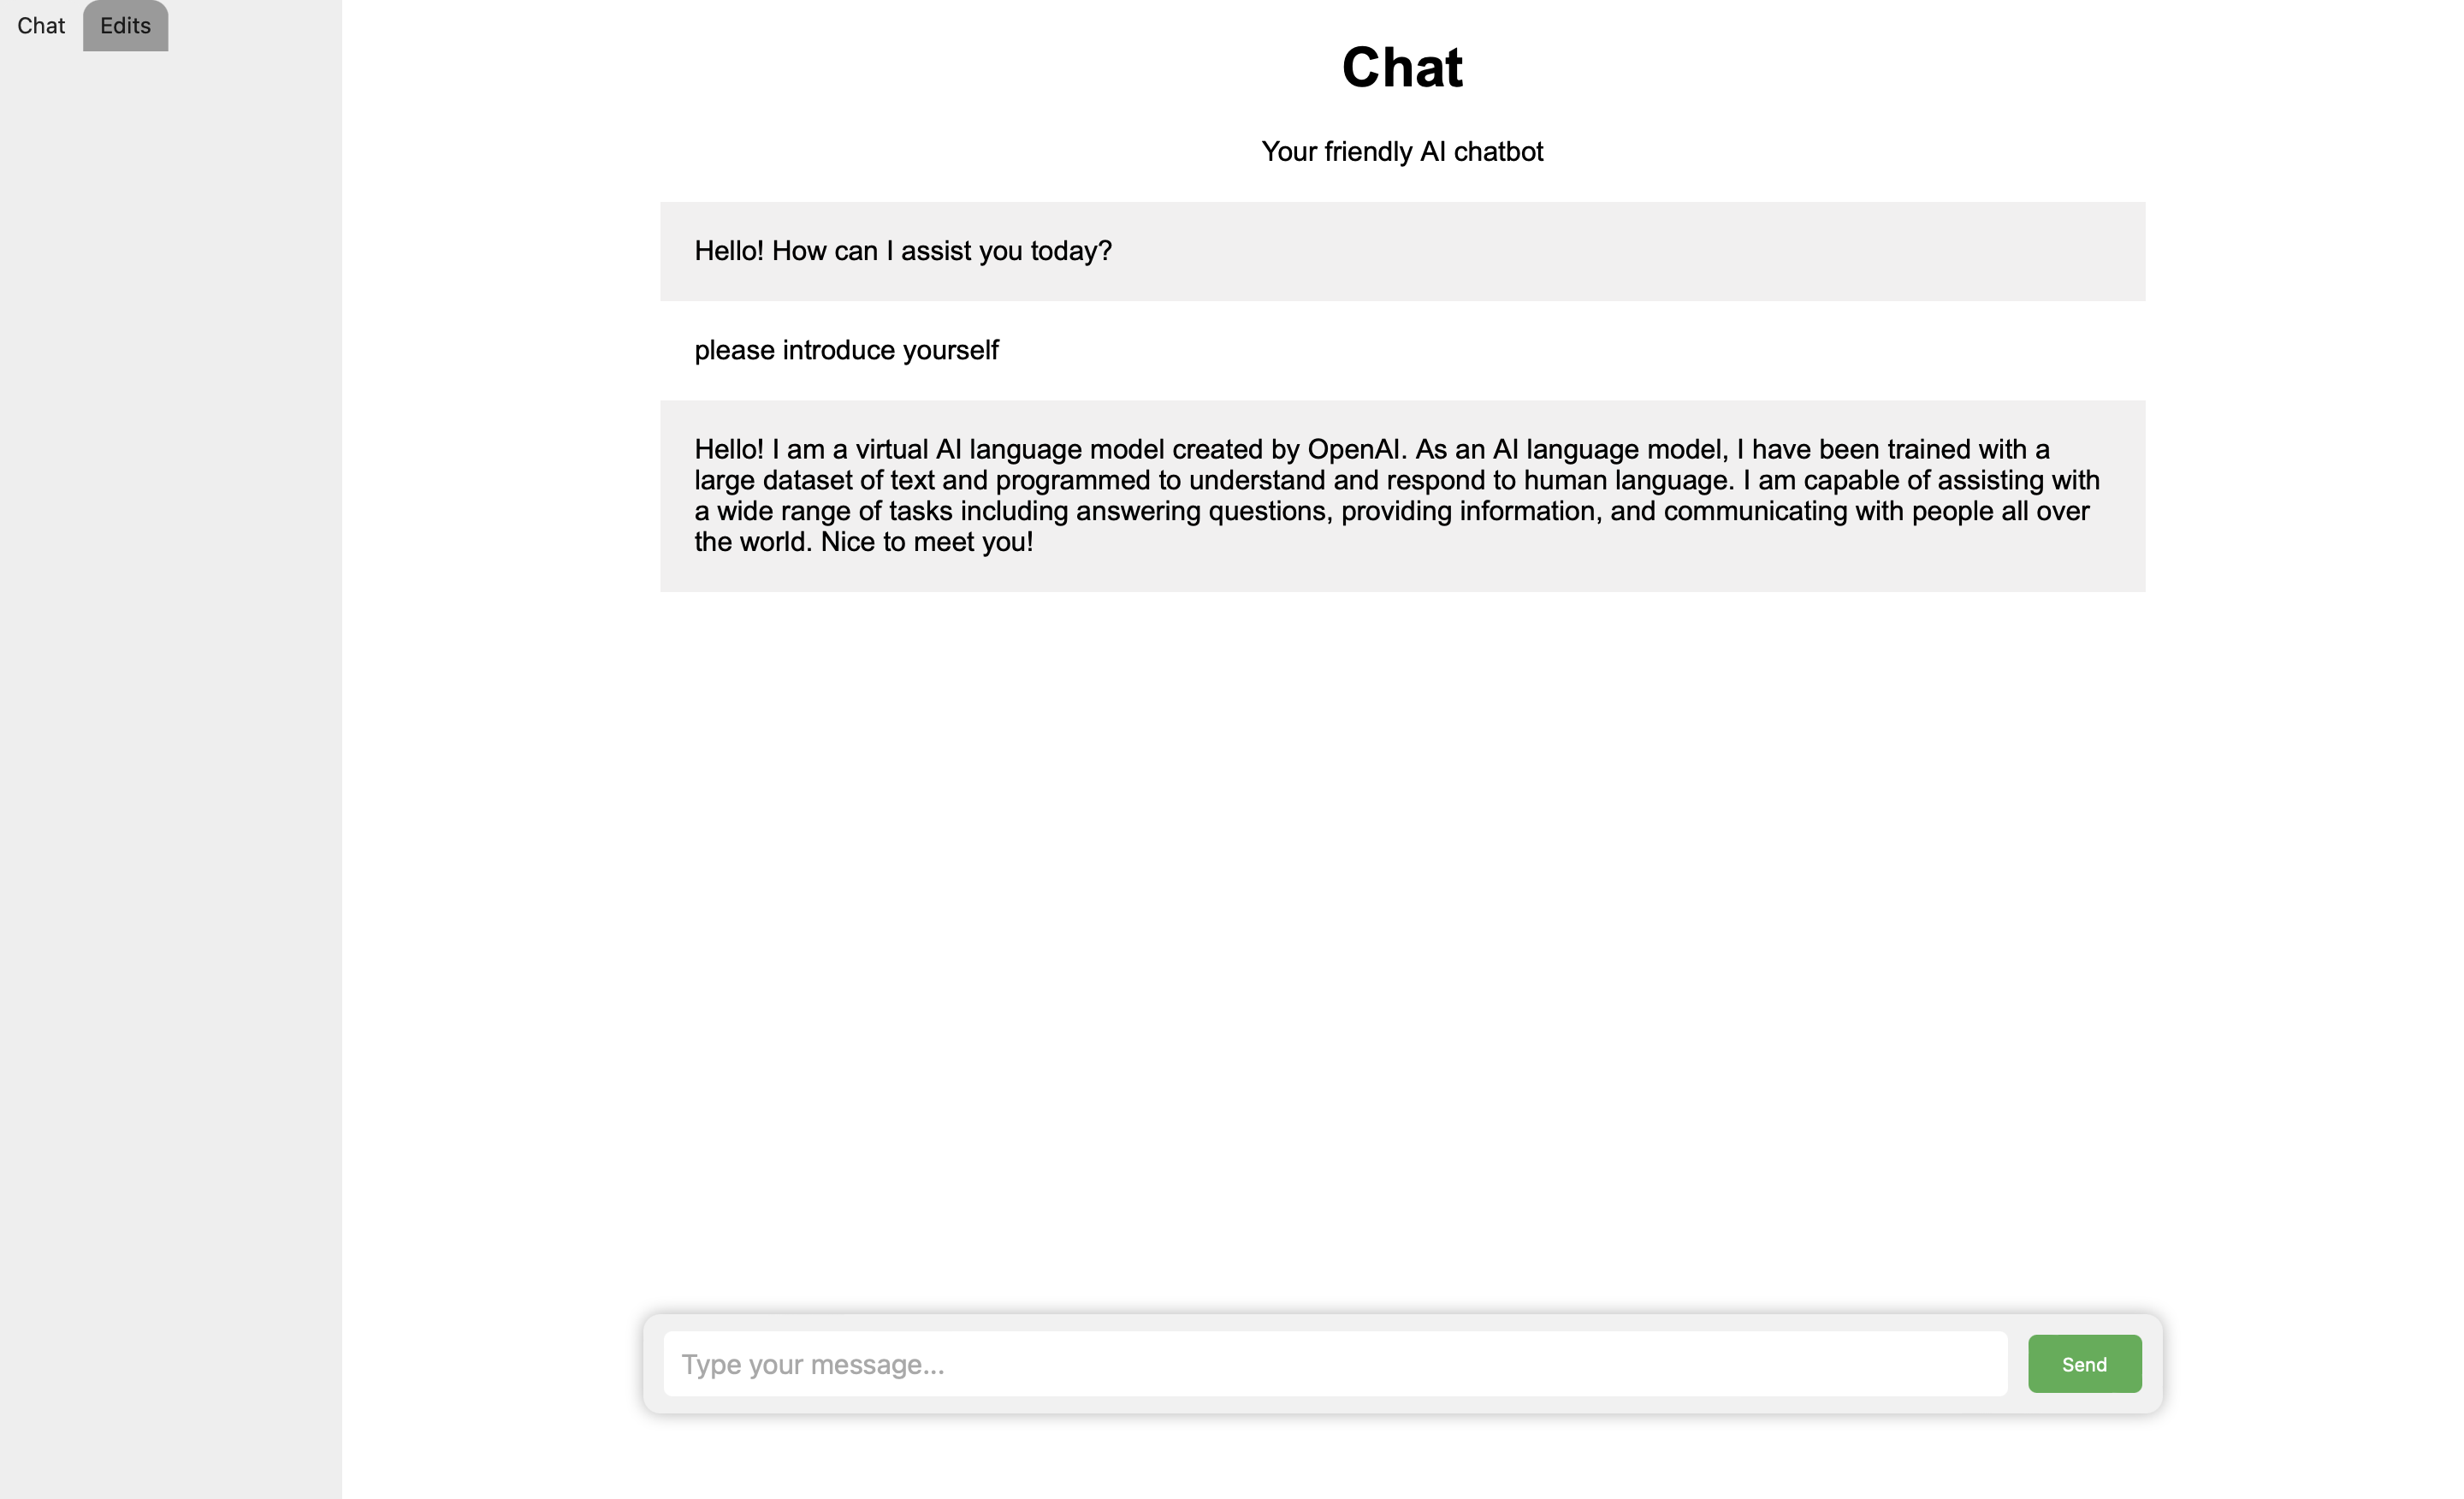 Chat Edits
Chat
Your friendly AI chatbot
Hello! How can I assist you today?
please introduce yourself
Hello! I am a virtual AI language model created by OpenAI. As an AI language model, I have been trained with a
large dataset of text and programmed to understand and respond to human language. I am capable of assisting with
a wide range of tasks including answering questions, providing information, and communicating with people all over
the world. Nice to meet you!
Type your message...
Send